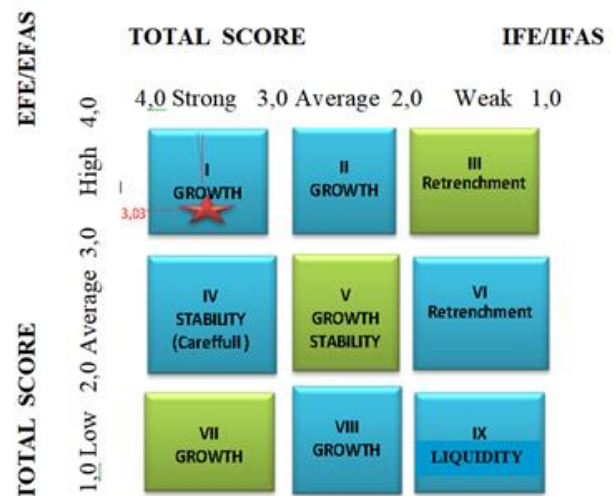 TOTAL SCORE IFE/IFAS
EFE/EFAS
4,0 Strong 3,0 Average 2,0 Weak 1,0
TOTAL SCORE
1,0 Low 2,0 Average 3,0 High 4,0
I
GROWTH
3,03
II
GROWTH
III
Retrenchment
IV
STABILITY
(Carefull)
V
GROWTH
STABILITY
VI
Retrenchment
VII
GROWTH
VIII
GROWTH
IX
LIQUIDITY